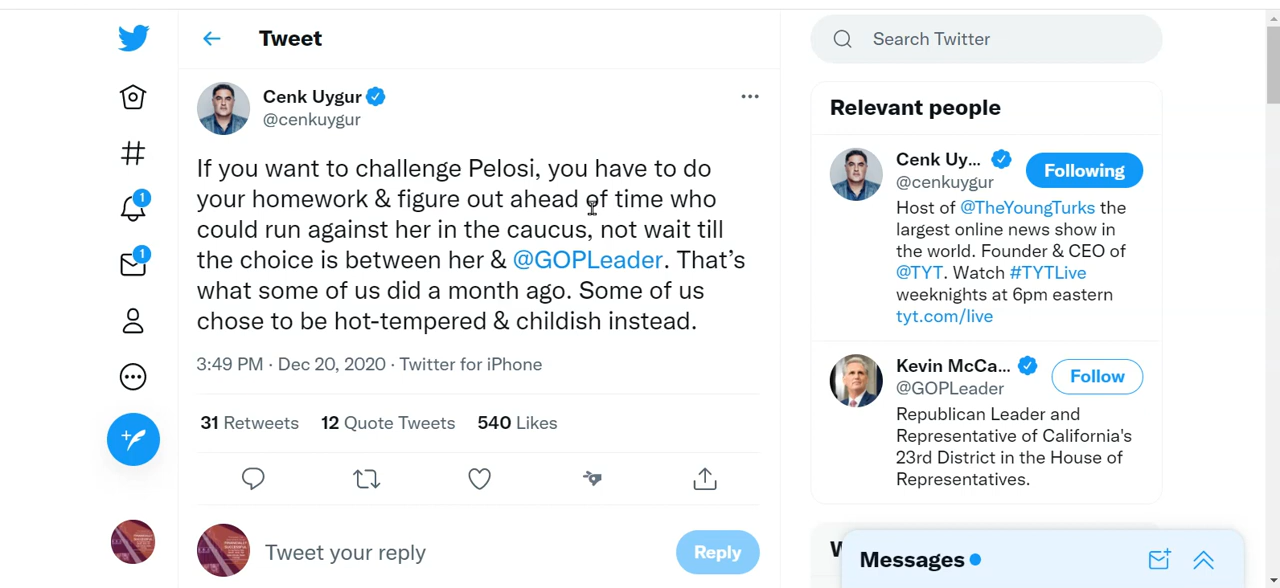 Tweet
Search Twitter
Cenk Uygur
@cenkuygur
If you want to challenge Pelosi, you have to do
your homework & figure out ahead of time who
could run against her in the caucus, not wait till
the choice is between her & @GOPLeader. That’s
what some of us did a month ago. Some of us
chose to be hot-tempered & childish instead.
3:49 PM · Dec 20, 2020 · Twitter for iPhone
31 Retweets 12 Quote Tweets 540 Likes
Tweet your reply
Reply
1
1
Relevant people
Cenk Uy...
@cenkuygur
Following
Host of @TheYoungTurks the
largest online news show in
the world. Founder & CEO of
@TYT. Watch #TYTLive
weeknights at 6pm eastern
tyt.com/live
Kevin McCa...
@GOPLeader
Follow
Republican Leader and
Representative of California's
23rd District in the House of
Representatives.
Messages